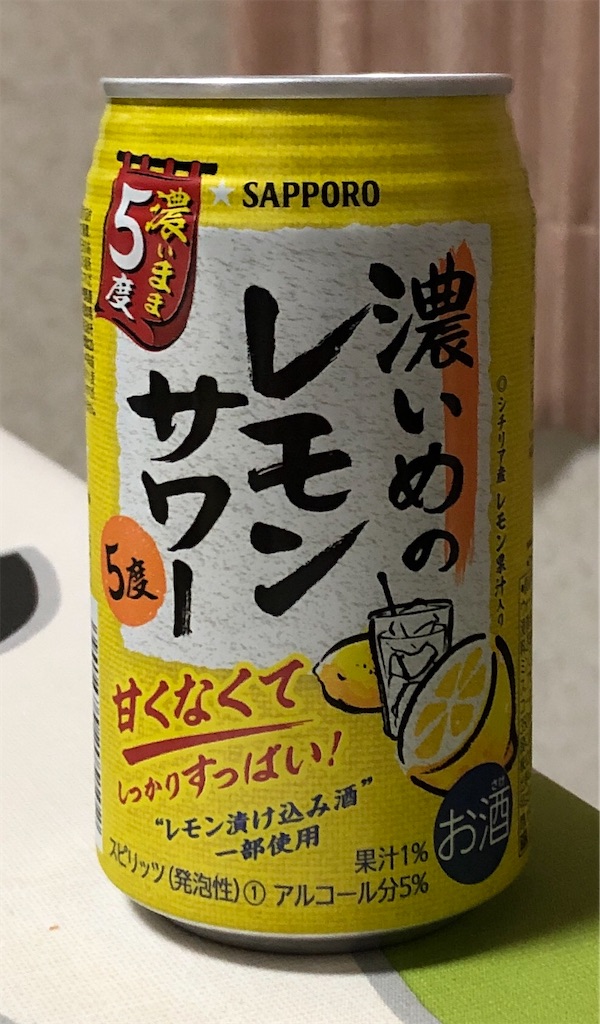 濃いまま
5度
SAPPORO
濃いめの
レモン
サワー
5度
◎シチリア産レモン果汁入り
甘くなくて
しっかりすっぱい!
“レモン漬け込み酒”
一部使用
スピリッツ(発泡性)①
果汁1%
アルコール分5%
さけ
お酒